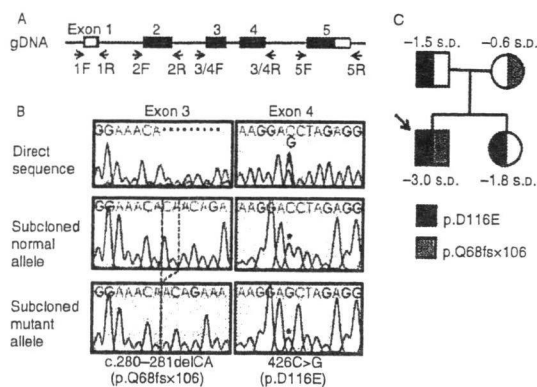 A
Exon 1 2 3 4 5
gDNA
1F 1R 2F 2R 3/4F 3/4R 5F 5R
B
Exon 3 Exon 4
Direct sequence
GGAAACA
AAGGACCTAGAGG
G
Subcloned normal allele
GGAAACACAACAGA
AAGGACCTAGAGG
Subcloned mutant allele
GGAAACAACAGAAA
AAGGAGCTAGAGG
c.280–281delCA
(p.Q68fs×106)
426C>G
(p.D116E)
C
−1.5 S.D. −0.6 S.D.
−3.0 S.D. −1.8 S.D.
p.D116E
p.Q68fs×106